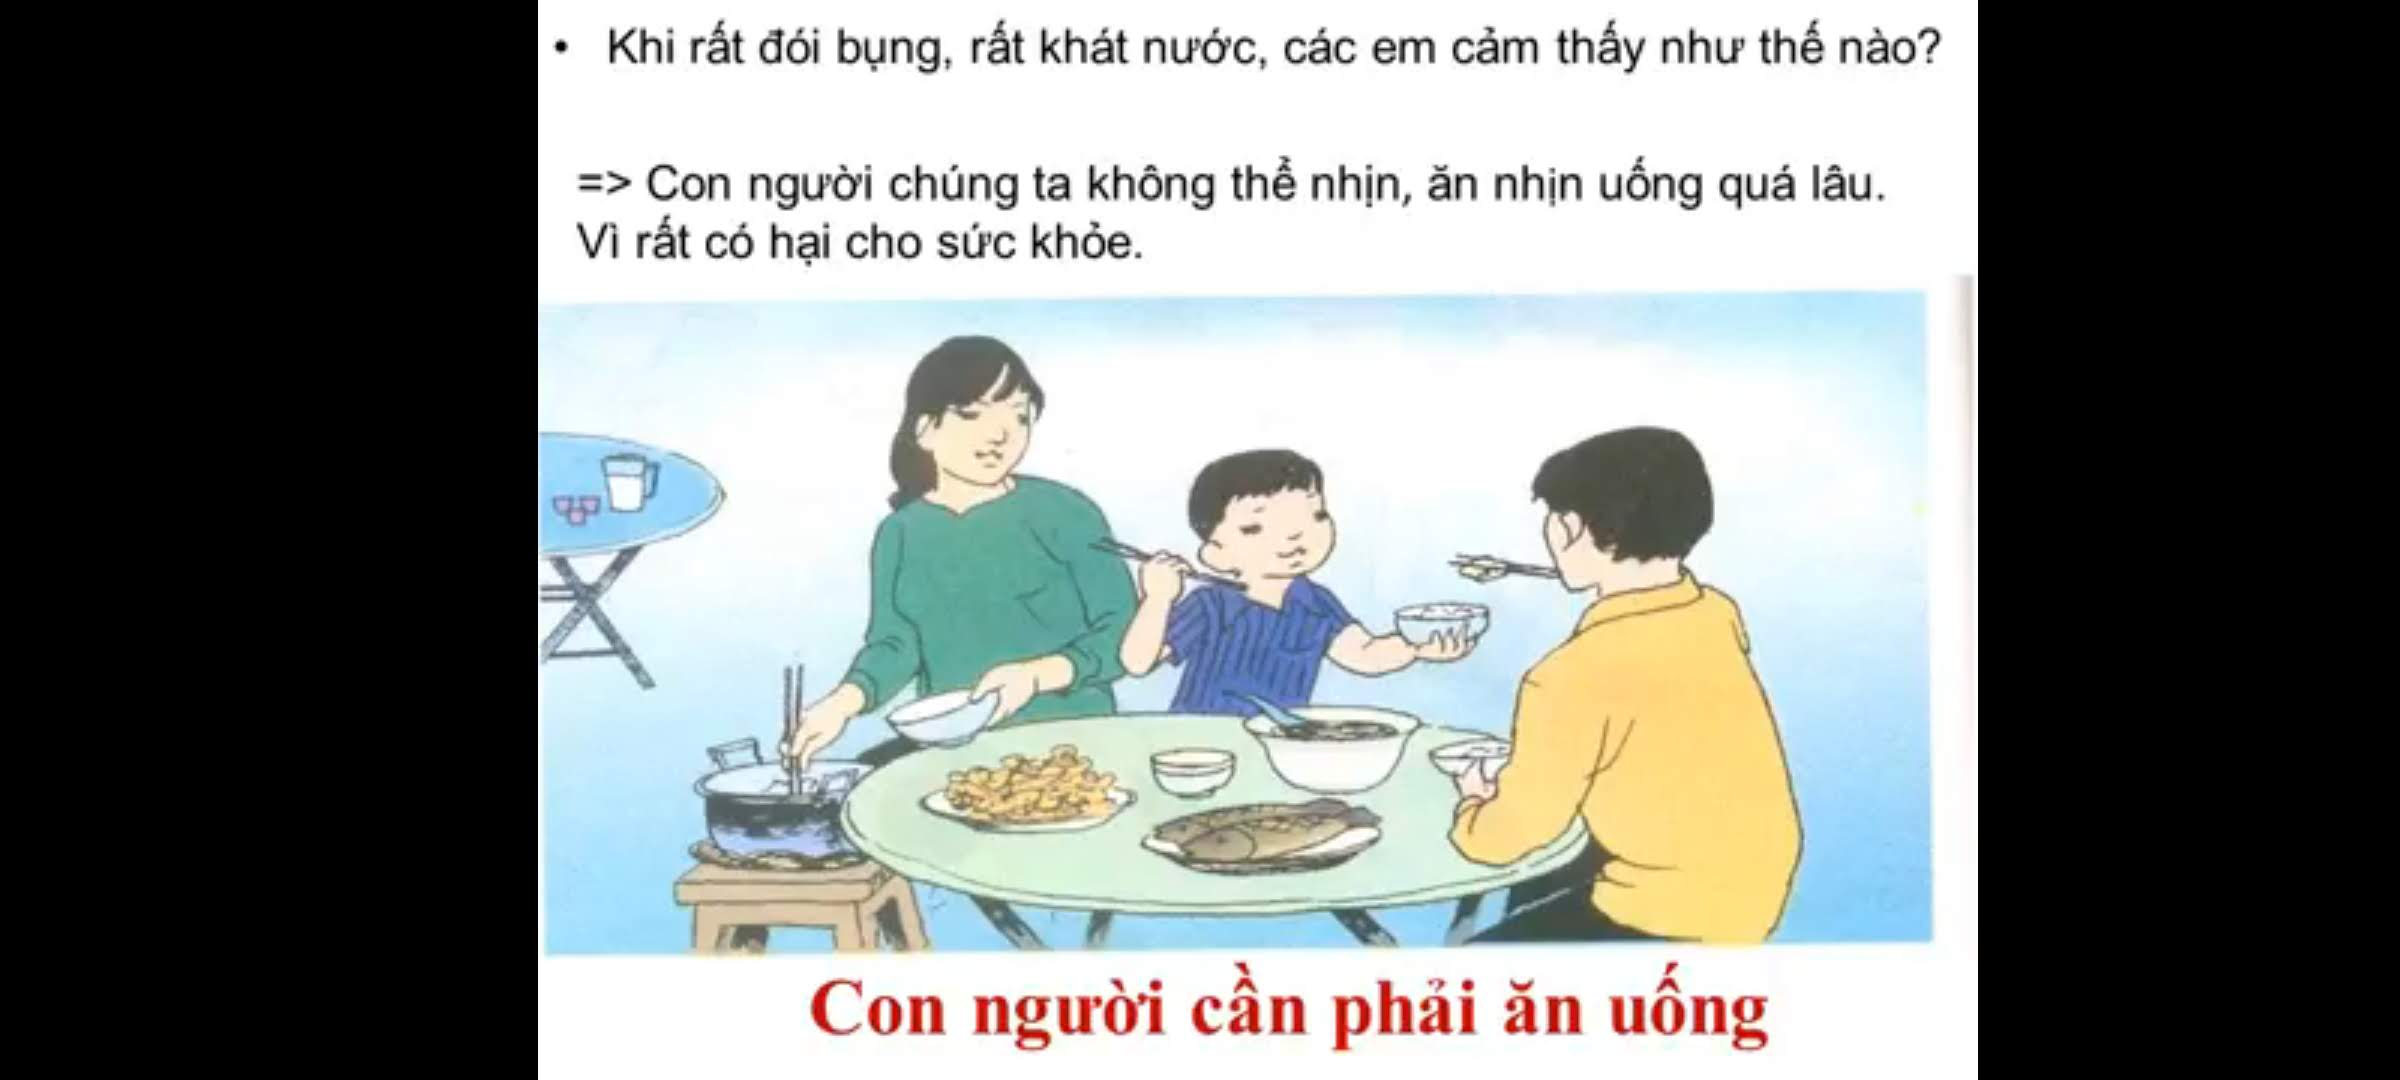 • Khi rất đói bụng, rất khát nước, các em cảm thấy như thế nào?
=> Con người chúng ta không thể nhịn, ăn nhịn uống quá lâu.
Vì rất có hại cho sức khỏe.
Con người cần phải ăn uống